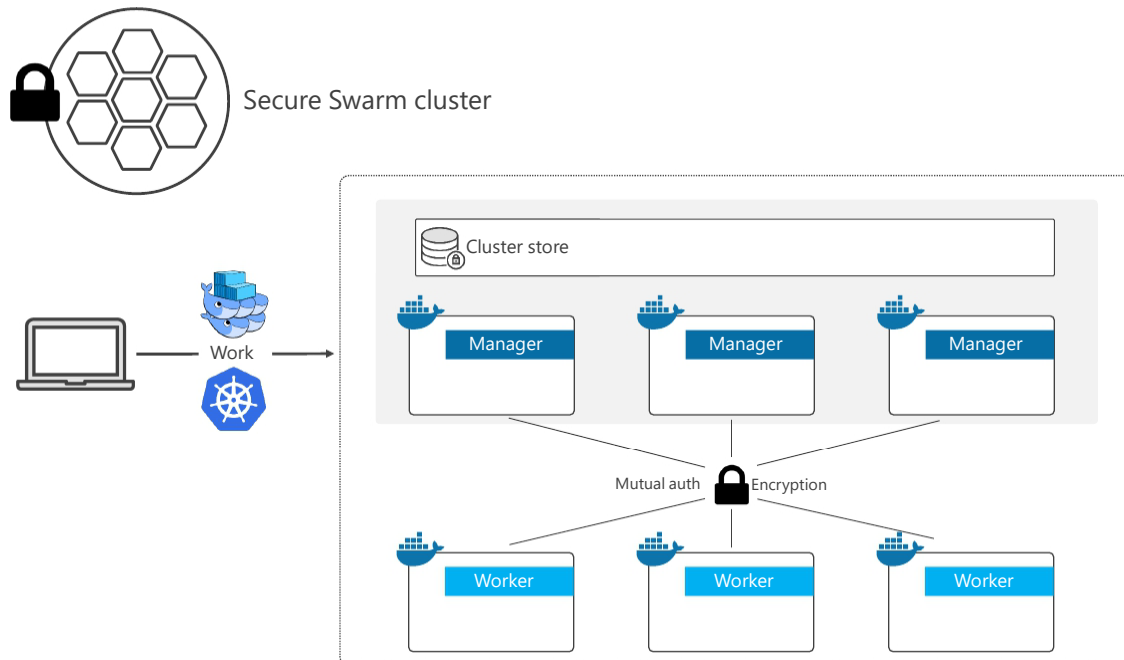 Secure Swarm cluster
Cluster store
Work
Manager
Manager
Manager
Mutual auth
Encryption
Worker
Worker
Worker